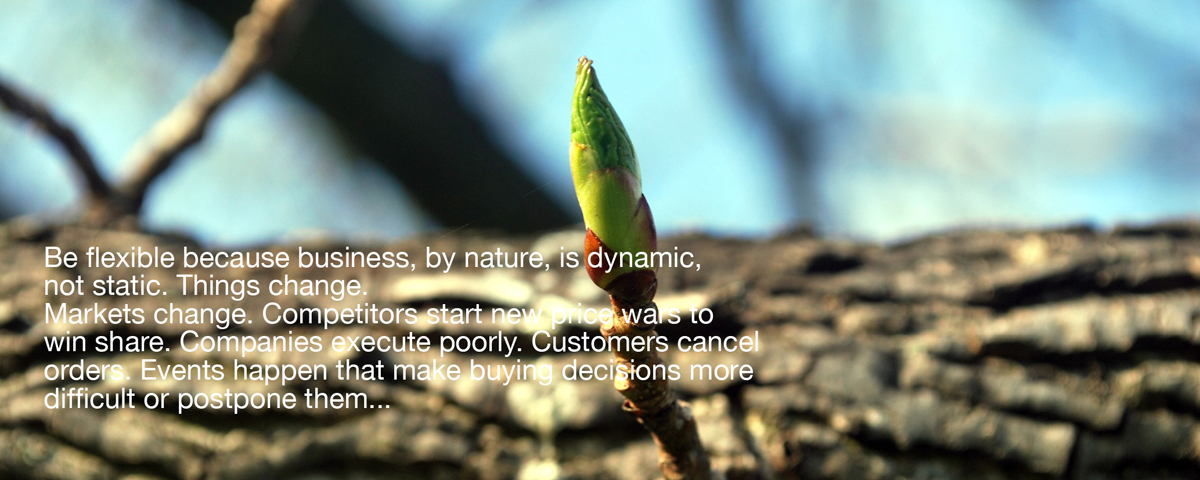 Be flexible because business, by nature, is dynamic,
not static. Things change.
Markets change. Competitors start new price wars to
win share. Companies execute poorly. Customers cancel
orders. Events happen that make buying decisions more
difficult or postpone them...